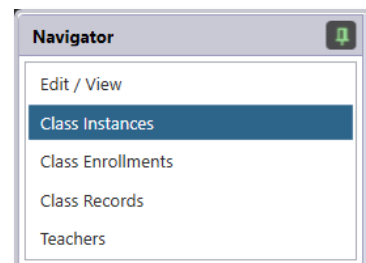 Navigator
Edit / View
Class Instances
Class Enrollments
Class Records
Teachers